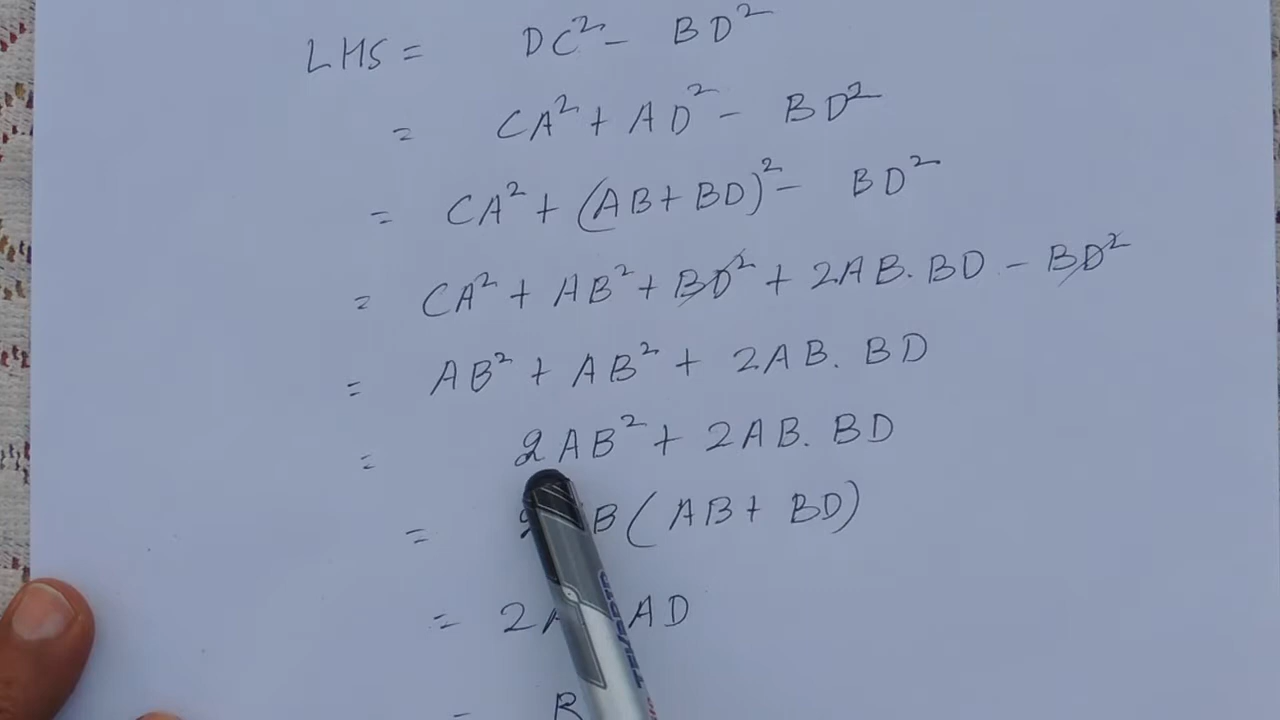 LHS = DC² - BD²
= CA² + AD² - BD²
= CA² + (AB + BD)² - BD²
= CA² + AB² + BD² + 2AB. BD - BD²
= AB² + AB² + 2AB. BD
= 2AB² + 2AB. BD
= B (AB + BD)
= 2A AD
=